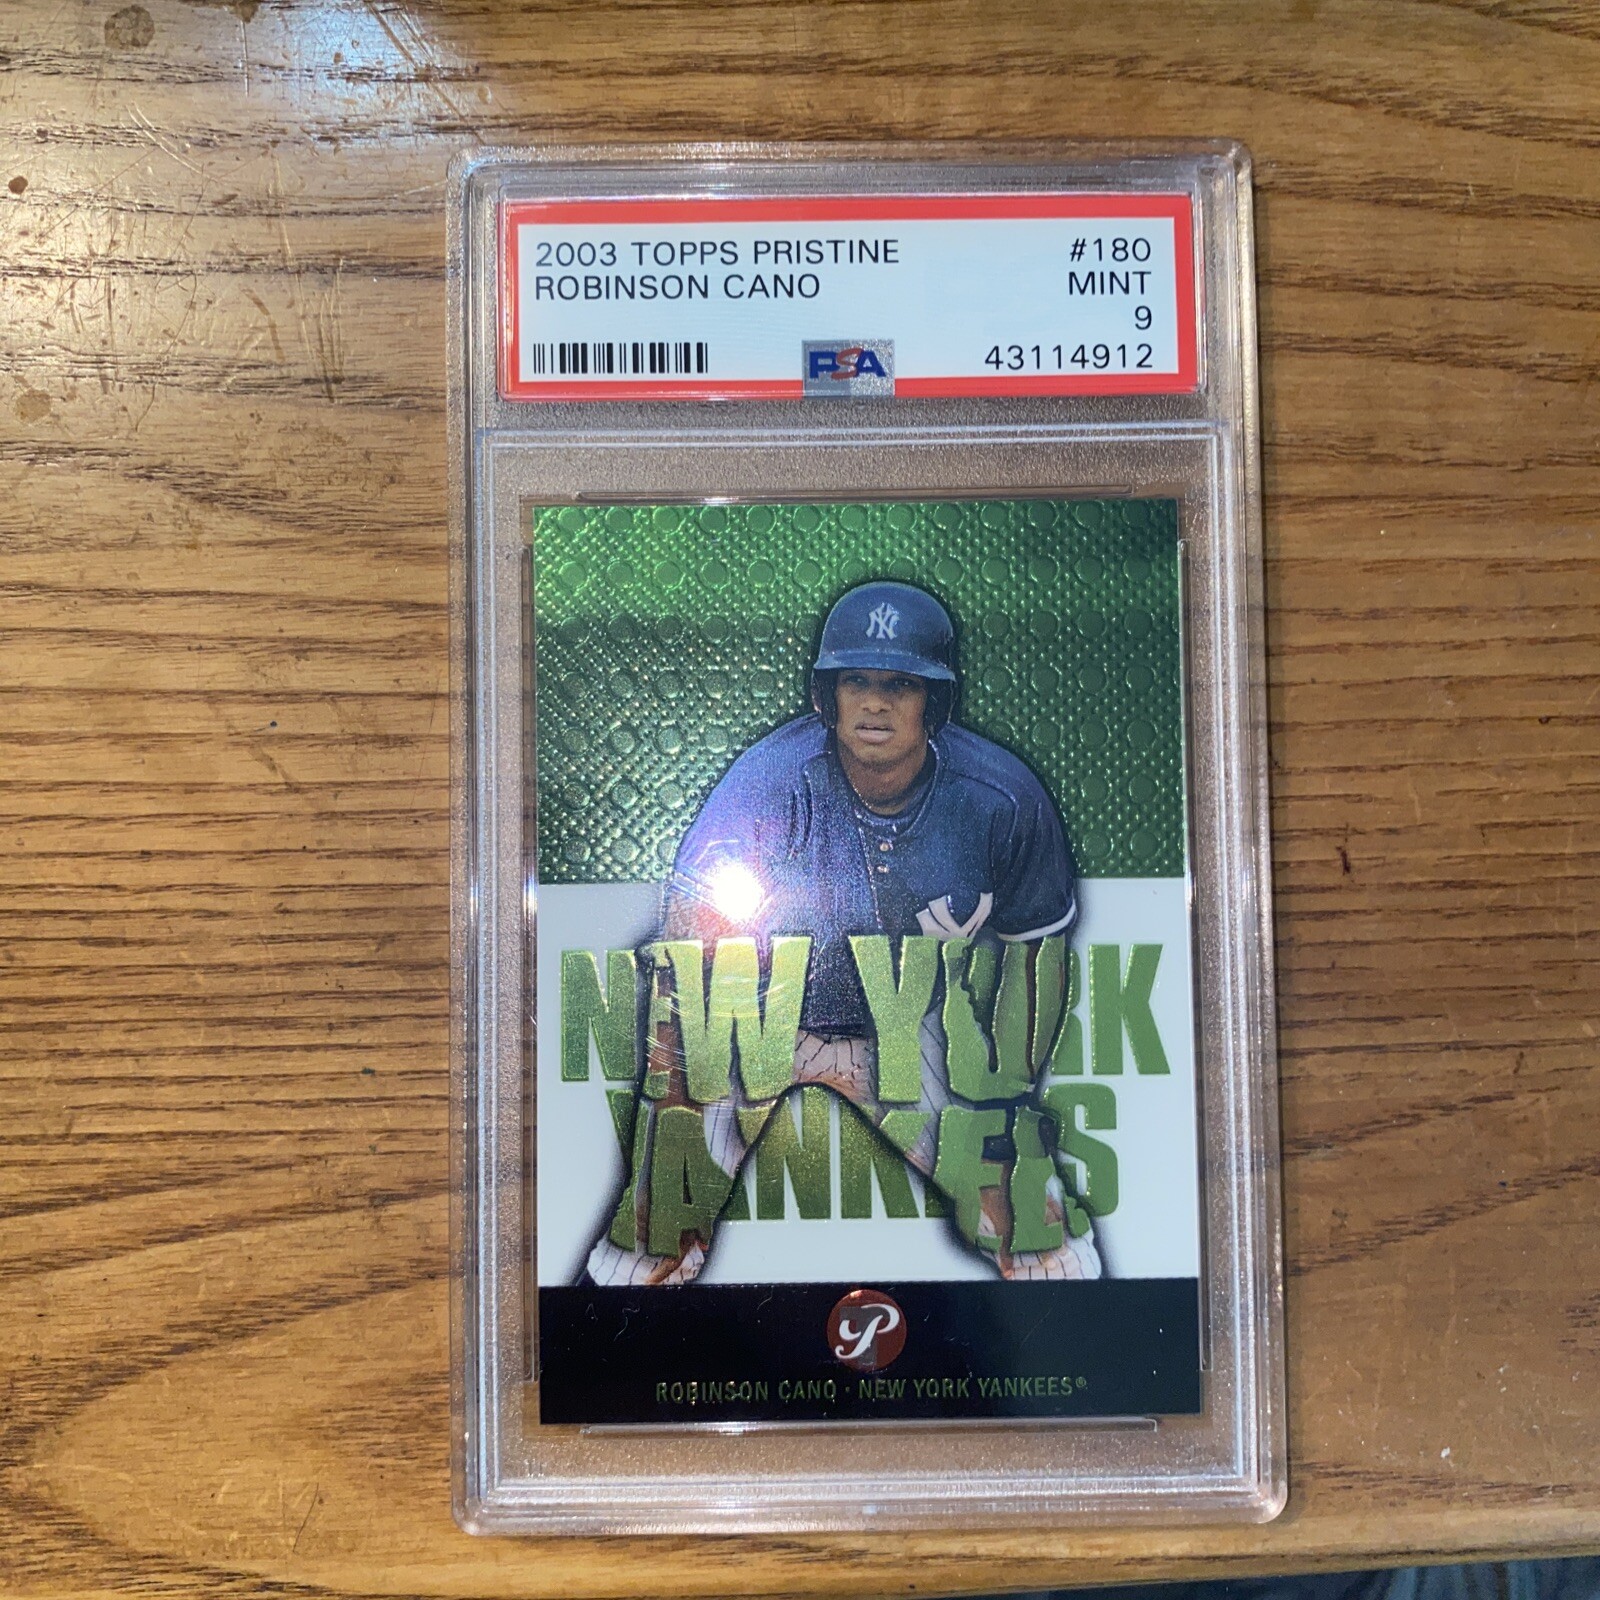 2003 TOPPS PRISTINE #180
ROBINSON CANO MINT
9
PSA 43114912
NY
NEW YORK
YANKEES
P
ROBINSON CANO · NEW YORK YANKEES®